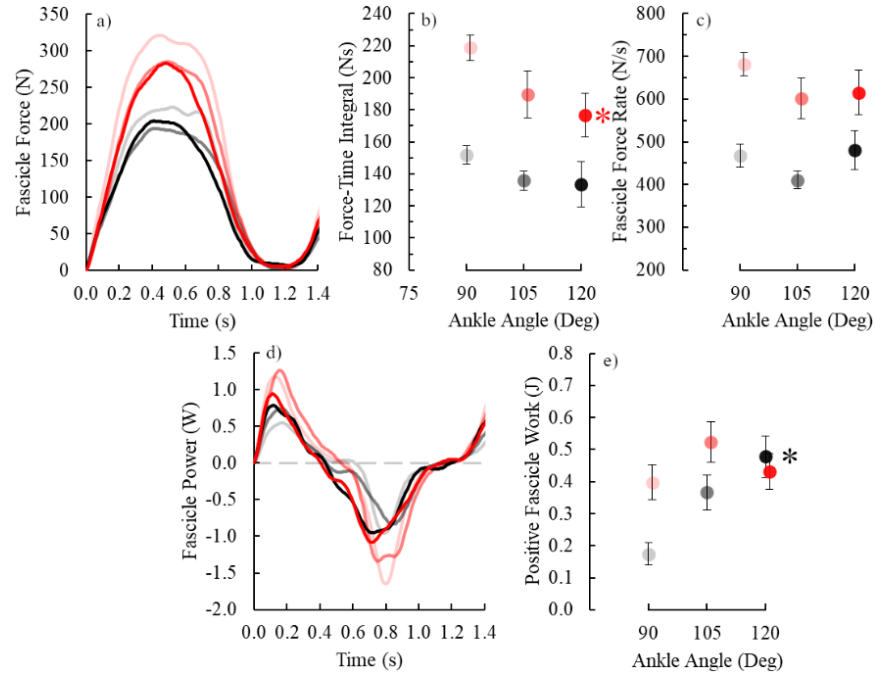 a)
Fascicle Force (N)
350
300
250
200
150
100
50
0
0.0 0.2 0.4 0.6 0.8 1.0 1.2 1.4
Time (s)
b)
Force-Time Integral (Ns)
240
220
200
180
160
140
120
100
80
*
75 90 105 120
Ankle Angle (Deg)
c)
Fascicle Force Rate (N/s)
800
700
600
500
400
300
200
90 105 120
Ankle Angle (Deg)
d)
Fascicle Power (W)
1.5
1.0
0.5
0.0
-0.5
-1.0
-1.5
-2.0
0.0 0.2 0.4 0.6 0.8 1.0 1.2 1.4
Time (s)
e)
Positive Fascicle Work (J)
0.8
0.7
0.6
0.5
0.4
0.3
0.2
0.1
0.0
*
90 105 120
Ankle Angle (Deg)